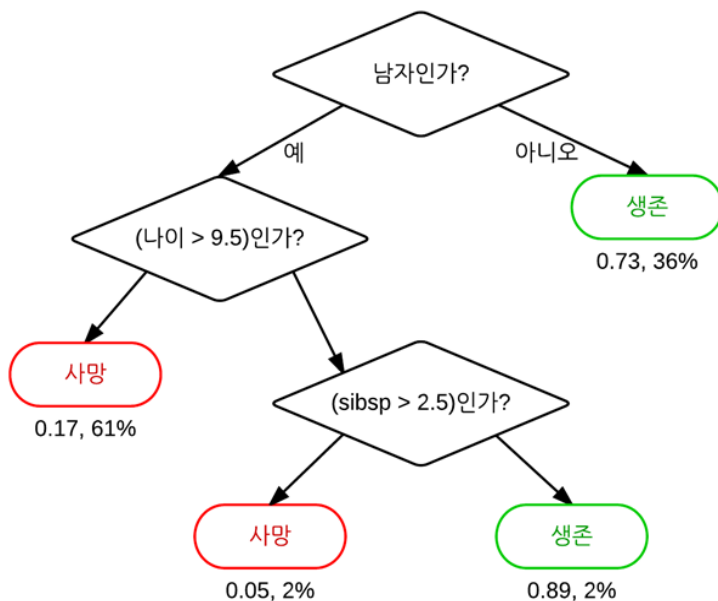 남자인가?
예
아니오
생존
0.73, 36%
(나이 > 9.5)인가?
사망
0.17, 61%
(sibsp > 2.5)인가?
사망
0.05, 2%
생존
0.89, 2%